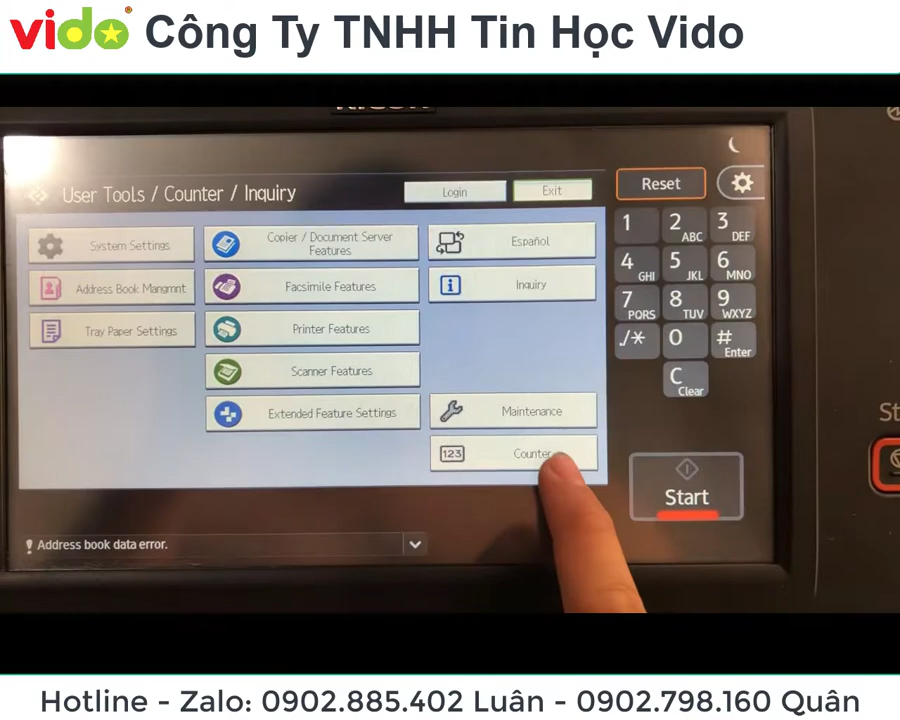 vido® Công Ty TNHH Tin Học Vido
User Tools / Counter / Inquiry
Login
Exit
Reset
System Settings
Copier / Document Server Features
Español
Address Book Mangmnt
Facsimile Features
Inquiry
Tray Paper Settings
Printer Features
Scanner Features
Extended Feature Settings
Maintenance
123 Counter
1
2 ABC
3 DEF
4 GHI
5 JKL
6 MNO
7 PQRS
8 TUV
9 WXYZ
./*
0
# Enter
C Clear
Start
Address book data error.
Hotline - Zalo: 0902.885.402 Luân - 0902.798.160 Quân